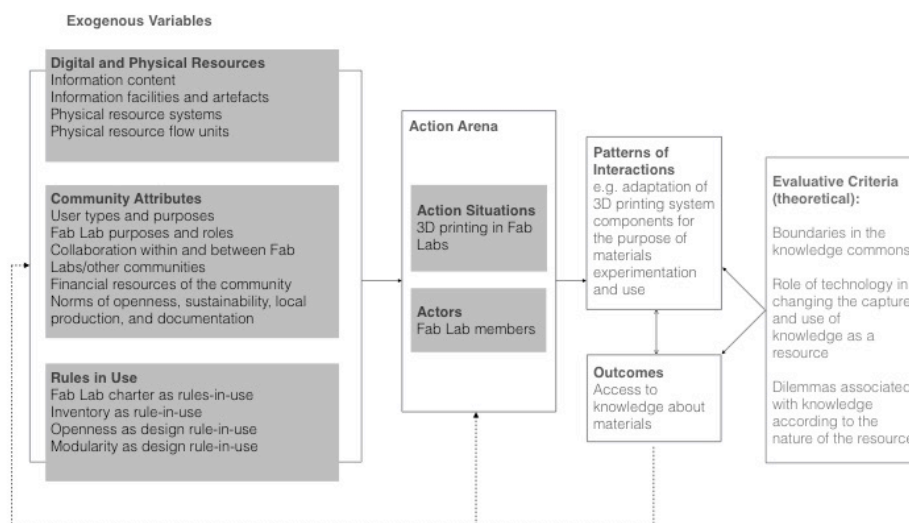 Exogenous Variables
Digital and Physical Resources
Information content
Information facilities and artefacts
Physical resource systems
Physical resource flow units
Community Attributes
User types and purposes
Fab Lab purposes and roles
Collaboration within and between Fab
Labs/other communities
Financial resources of the community
Norms of openness, sustainability, local
production, and documentation
Rules in Use
Fab Lab charter as rules-in-use
Inventory as rule-in-use
Openness as design rule-in-use
Modularity as design rule-in-use
Action Arena
Action Situations
3D printing in Fab
Labs
Actors
Fab Lab members
Patterns of
Interactions
e.g. adaptation of
3D printing system
components for
the purpose of
materials
experimentation
and use
Outcomes
Access to
knowledge about
materials
Evaluative Criteria
(theoretical):
Boundaries in the
knowledge commons
Role of technology in
changing the capture
and use of
knowledge as a
resource
Dilemmas associated
with knowledge
according to the
nature of the resource